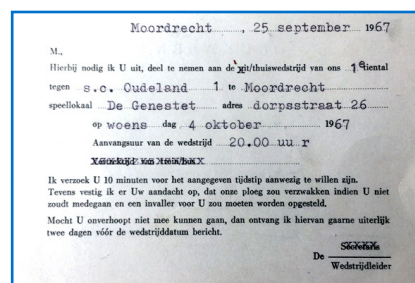 Moordrecht, 25 september 1967
M.,
Hierbij nodig ik U uit, deel te nemen aan de xit/thuiswedstrijd van ons 1e tiental
tegen s.c. Oudeland 1 te Moordrecht
speellokaal De Genestet adres dorpsstraat 26
op woens dag 4 oktober 1967
Aanvangsuur van de wedstrijd 20.00 uu r
Ik verzoek U 10 minuten voor het aangegeven tijdstip aanwezig te willen zijn.
Tevens vestig ik er Uw aandacht op, dat onze ploeg zou verzwakken indien U niet
zoudt medegaan en een invaller voor U zou moeten worden opgesteld.
Mocht U onverhoopt niet mee kunnen gaan, dan ontvang ik hiervan gaarne uiterlijk
twee dagen vóór de wedstrijddatum bericht.
De
Wedstrijdleider